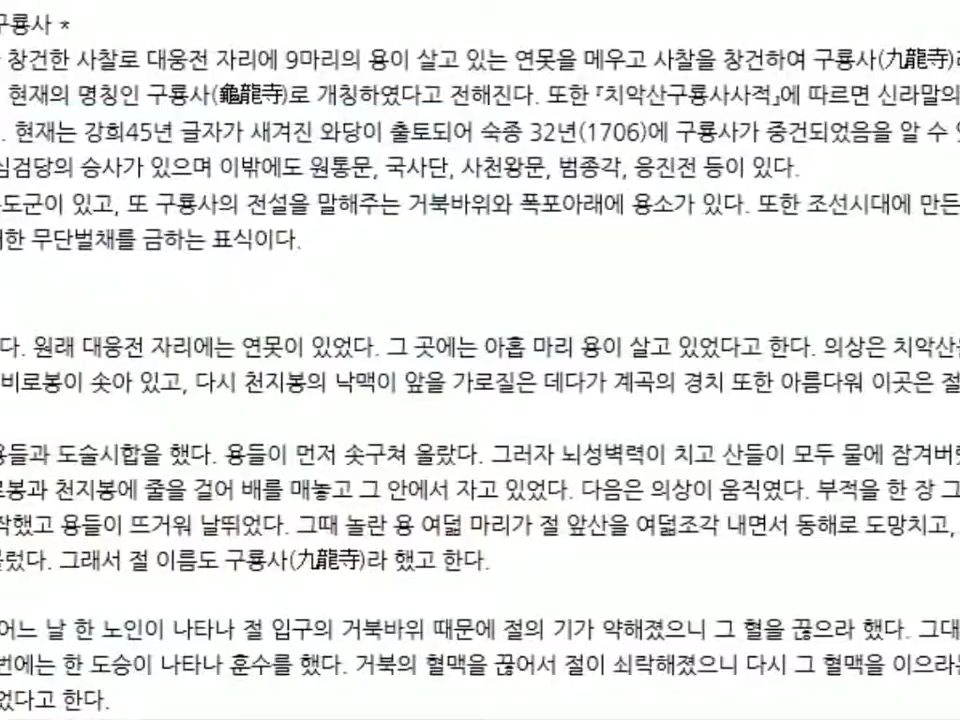 구룡사 *
창건한 사찰로 대웅전 자리에 9마리의 용이 살고 있는 연못을 메우고 사찰을 창건하여 구룡사(九龍寺)
현재의 명칭인 구룡사(龜龍寺)로 개칭하였다고 전해진다. 또한 『치악산구룡사사적』에 따르면 신라말의
. 현재는 강희45년 글자가 새겨진 와당이 출토되어 숙종 32년(1706)에 구룡사가 중건되었음을 알 수
심검당의 승사가 있으며 이밖에도 원통문, 국사단, 사천왕문, 범종각, 응진전 등이 있다.
도군이 있고, 또 구룡사의 전설을 말해주는 거북바위와 폭포아래에 용소가 있다. 또한 조선시대에 만든
한 무단벌채를 금하는 표식이다.
다. 원래 대웅전 자리에는 연못이 있었다. 그 곳에는 아홉 마리 용이 살고 있었다고 한다. 의상은 치악산
비로봉이 솟아 있고, 다시 천지봉의 낙맥이 앞을 가로질은 데다가 계곡의 경치 또한 아름다워 이곳은 절
용들과 도술시합을 했다. 용들이 먼저 솟구쳐 올랐다. 그러자 뇌성벽력이 치고 산들이 모두 물에 잠겨버
로봉과 천지봉에 줄을 걸어 배를 매놓고 그 안에서 자고 있었다. 다음은 의상이 움직였다. 부적을 한 장 그
작했고 용들이 뜨거워 날뛰었다. 그때 놀란 용 여덟 마리가 절 앞산을 여덟조각 내면서 동해로 도망치고,
렀다. 그래서 절 이름도 구룡사(九龍寺)라 했고 한다.
어느 날 한 노인이 나타나 절 입구의 거북바위 때문에 절의 기가 약해졌으니 그 혈을 끊으라 했다. 그대
번에는 한 도승이 나타나 훈수를 했다. 거북의 혈맥을 끊어서 절이 쇠락해졌으니 다시 그 혈맥을 이으라
었다고 한다.